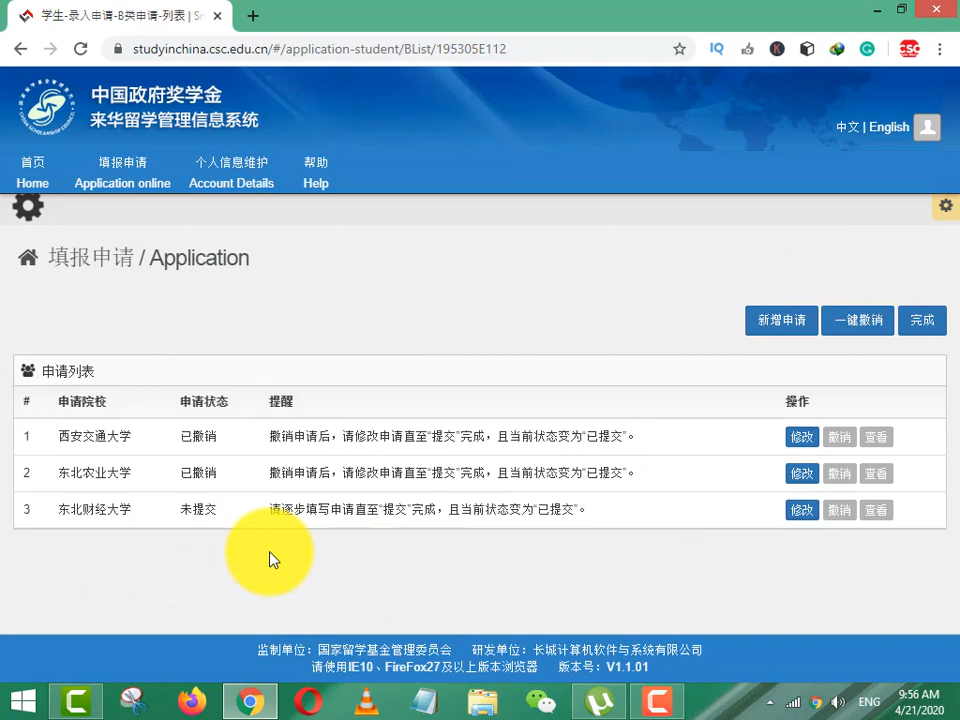 学生-录入申请-B类申请-列表 | Sn
studyinchina.csc.edu.cn/#/application-student/BList/195305E112
IQ
K
CSC
中国政府奖学金
来华留学管理信息系统
中文 | English
首页 填报申请 个人信息维护 帮助
Home Application online Account Details Help
填报申请 / Application
新增申请 一键撤销 完成
申请列表
# 申请院校 申请状态 提醒 操作
1 西安交通大学 已撤销 撤销申请后，请修改申请直至“提交”完成，且当前状态变为“已提交”。 修改 撤销 查看
2 东北农业大学 已撤销 撤销申请后，请修改申请直至“提交”完成，且当前状态变为“已提交”。 修改 撤销 查看
3 东北财经大学 未提交 请逐步填写申请直至“提交”完成，且当前状态变为“已提交”。 修改 撤销 查看
监制单位：国家留学基金管理委员会 研发单位：长城计算机软件与系统有限公司
请使用IE10、FireFox27及以上版本浏览器 版本号：V1.1.01
ENG
9:56 AM
4/21/2020